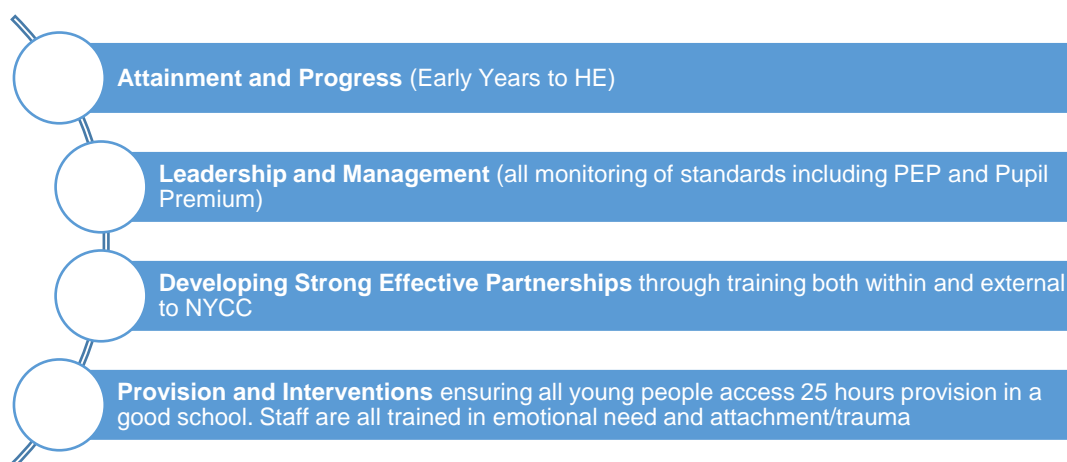 Attainment and Progress (Early Years to HE)
Leadership and Management (all monitoring of standards including PEP and Pupil
Premium)
Developing Strong Effective Partnerships through training both within and external
to NYCC
Provision and Interventions ensuring all young people access 25 hours provision in a
good school. Staff are all trained in emotional need and attachment/trauma